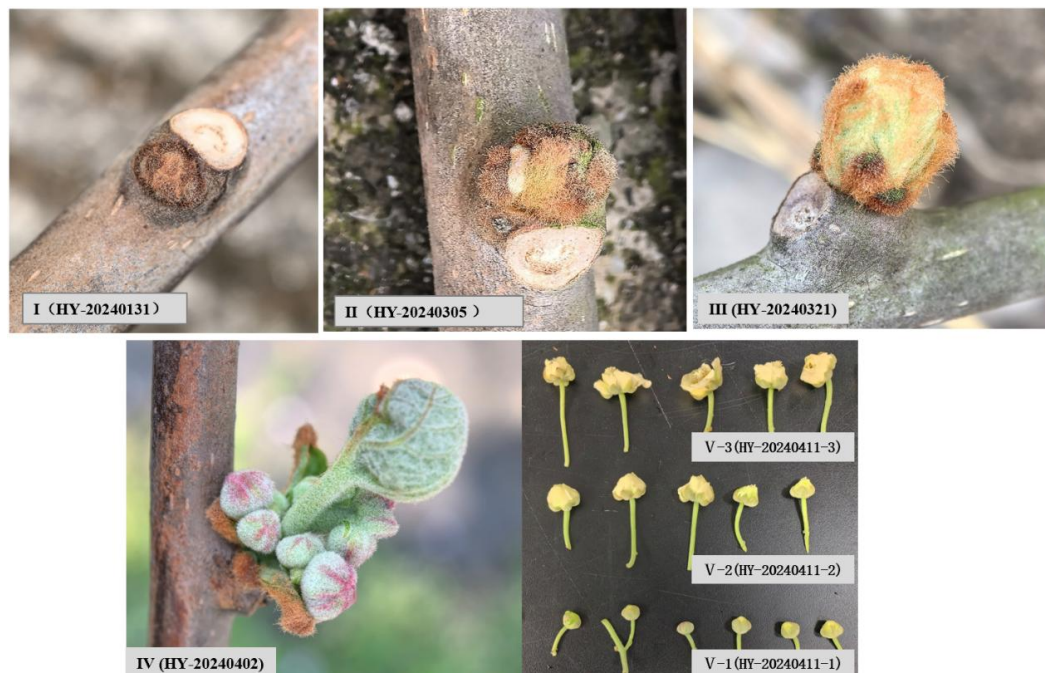 I（HY-20240131）
II（HY-20240305 ）
III (HY-20240321)
IV (HY-20240402)
V-3(HY-20240411-3)
V-2(HY-20240411-2)
V-1(HY-20240411-1)